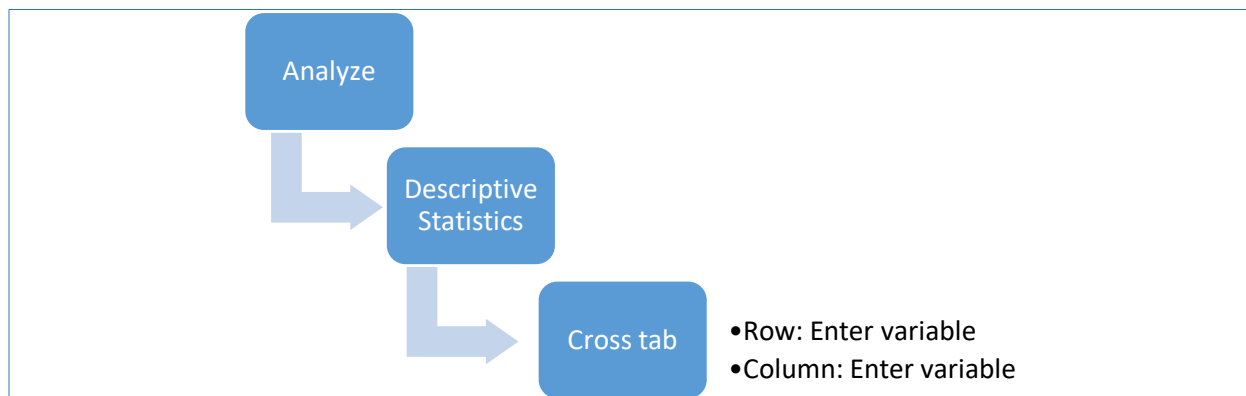 Analyze
Descriptive
Statistics
Cross tab
•Row: Enter variable
•Column: Enter variable